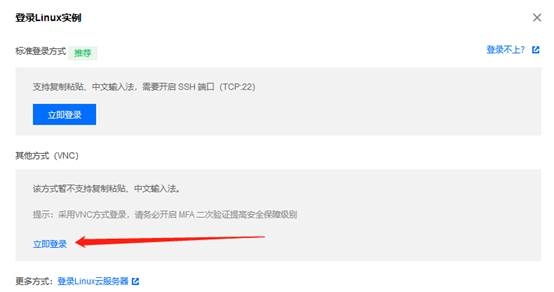 登录Linux实例
标准登录方式 推荐 登录不上？
支持复制粘贴、中文输入法，需要开启 SSH 端口（TCP:22）
立即登录
其他方式（VNC）
该方式暂不支持复制粘贴、中文输入法。
提示：采用VNC方式登录，请务必开启 MFA 二次验证提高安全保障级别
立即登录
更多方式：登录Linux云服务器